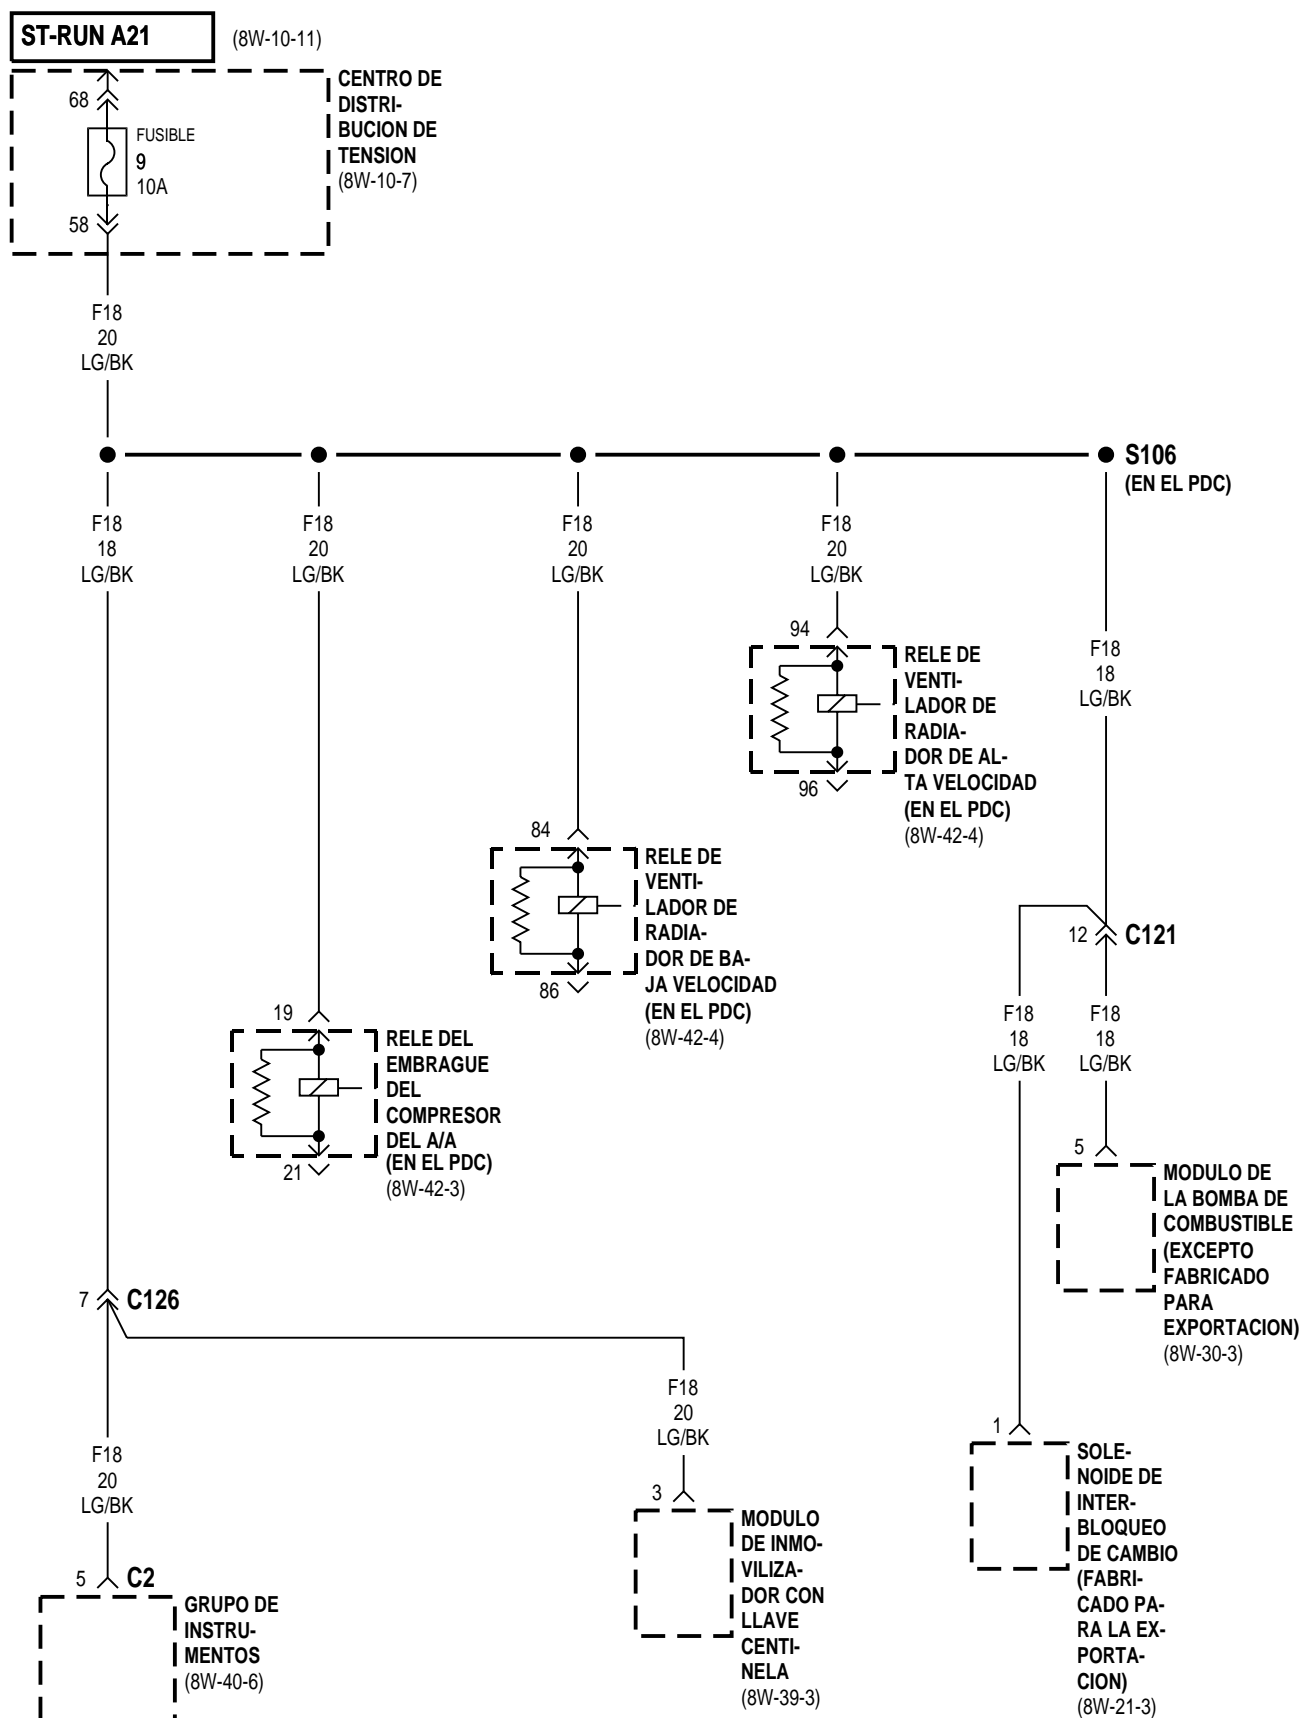 ST-RUN A21
(8W-10-11)
CENTRO DE
DISTRI-
BUCION DE
TENSION
(8W-10-7)
68
FUSIBLE
9
10A
58
F18
20
LG/BK
S106
(EN EL PDC)
F18
18
LG/BK
F18
20
LG/BK
F18
20
LG/BK
F18
20
LG/BK
F18
18
LG/BK
94
RELE DE
VENTI-
LADOR DE
RADIA-
DOR DE AL-
TA VELOCIDAD
(EN EL PDC)
(8W-42-4)
96
84
RELE DE
VENTI-
LADOR DE
RADIA-
DOR DE BA-
JA VELOCIDAD
(EN EL PDC)
(8W-42-4)
86
12
C121
F18
18
LG/BK
F18
18
LG/BK
19
RELE DEL
EMBRAGUE
DEL
COMPRESOR
DEL A/A
(EN EL PDC)
(8W-42-3)
21
5
MODULO DE
LA BOMBA DE
COMBUSTIBLE
(EXCEPTO
FABRICADO
PARA
EXPORTACION)
(8W-30-3)
7
C126
F18
20
LG/BK
F18
20
LG/BK
1
SOLE-
NOIDE DE
INTER-
BLOQUEO
DE CAMBIO
(FABRI-
CADO PA-
RA LA EX-
PORTA-
CION)
(8W-21-3)
3
MODULO
DE INMO-
VILIZA-
DOR CON
LLAVE
CENTI-
NELA
(8W-39-3)
5
C2
GRUPO DE
INSTRU-
MENTOS
(8W-40-6)